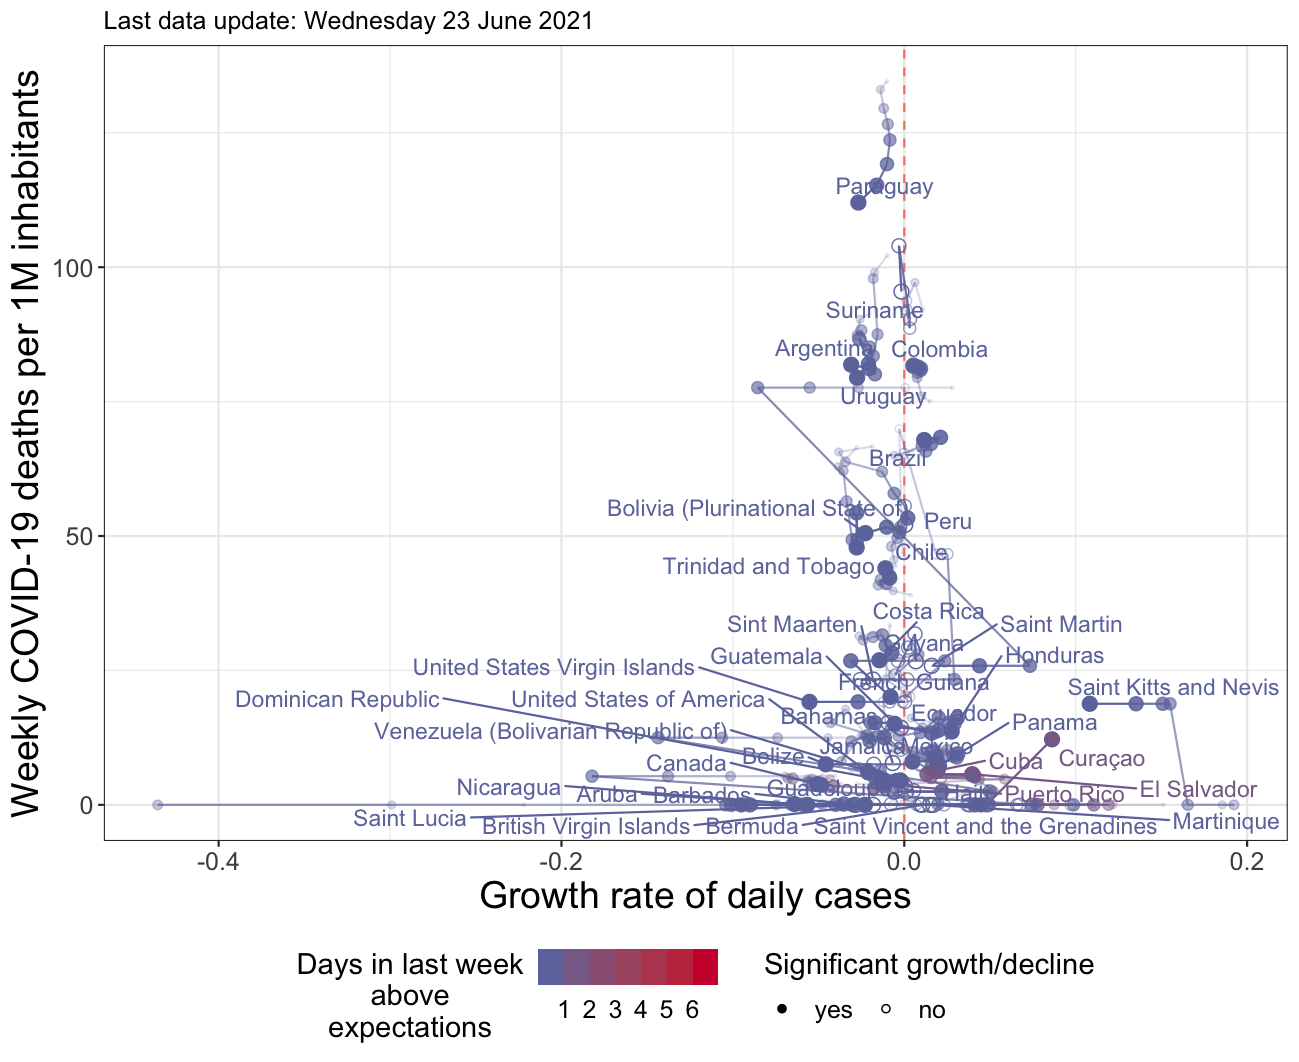 Last data update: Wednesday 23 June 2021
Weekly COVID-19 deaths per 1M inhabitants
100
50
0
Paraguay
Suriname
Argentina
Colombia
Uruguay
Brazil
Bolivia (Plurinational State of)
Peru
Chile
Trinidad and Tobago
Costa Rica
Sint Maarten
Saint Martin
Guyana
Guatemala
Honduras
United States Virgin Islands
French Guiana
Saint Kitts and Nevis
Dominican Republic
United States of America
Bahamas
Ecuador
Panama
Venezuela (Bolivarian Republic of)
Jamaica
Mexico
Belize
Cuba
Curaçao
Canada
Nicaragua
Aruba
Barbados
Guadeloupe
Haiti
Puerto Rico
El Salvador
Saint Lucia
British Virgin Islands
Bermuda
Saint Vincent and the Grenadines
Martinique
-0.4
-0.2
0.0
0.2
Growth rate of daily cases
Days in last week
above
expectations
1 2 3 4 5 6
Significant growth/decline
yes
no